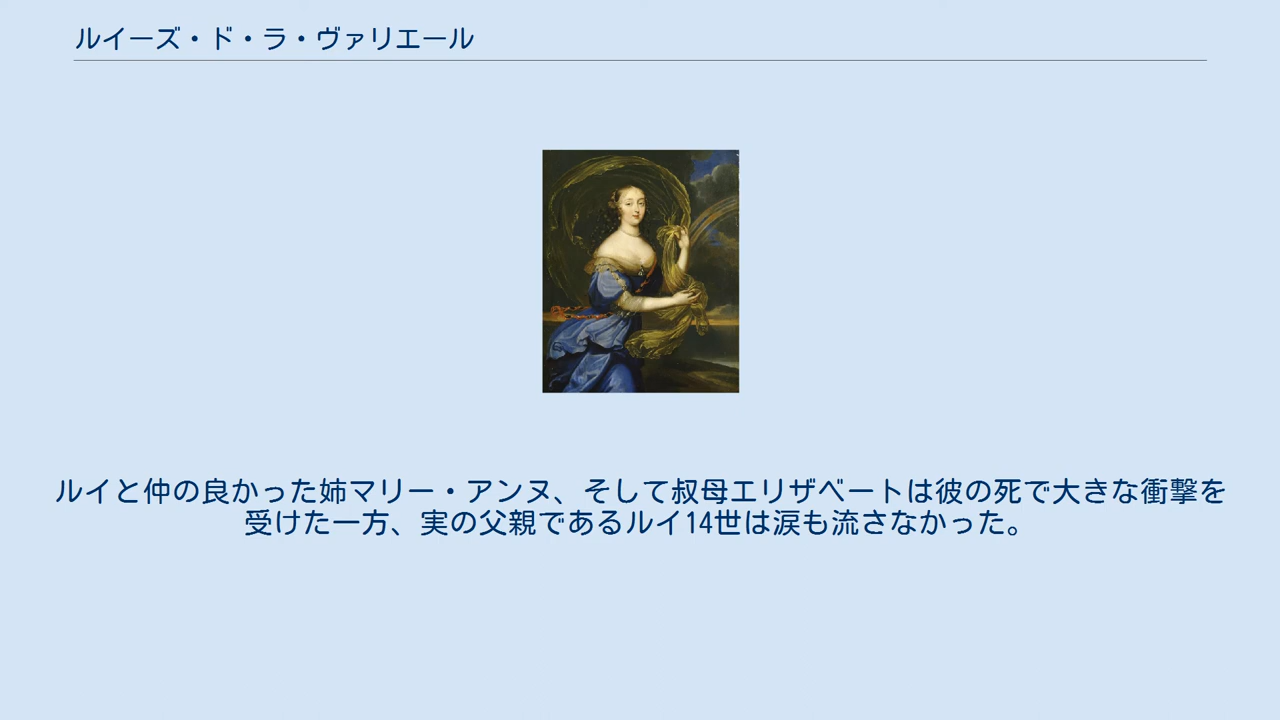 ルイーズ・ド・ラ・ヴァリエール
ルイと仲の良かった姉マリー・アンヌ、そして叔母エリザベートは彼の死で大きな衝撃を
受けた一方、実の父親であるルイ14世は涙も流さなかった。